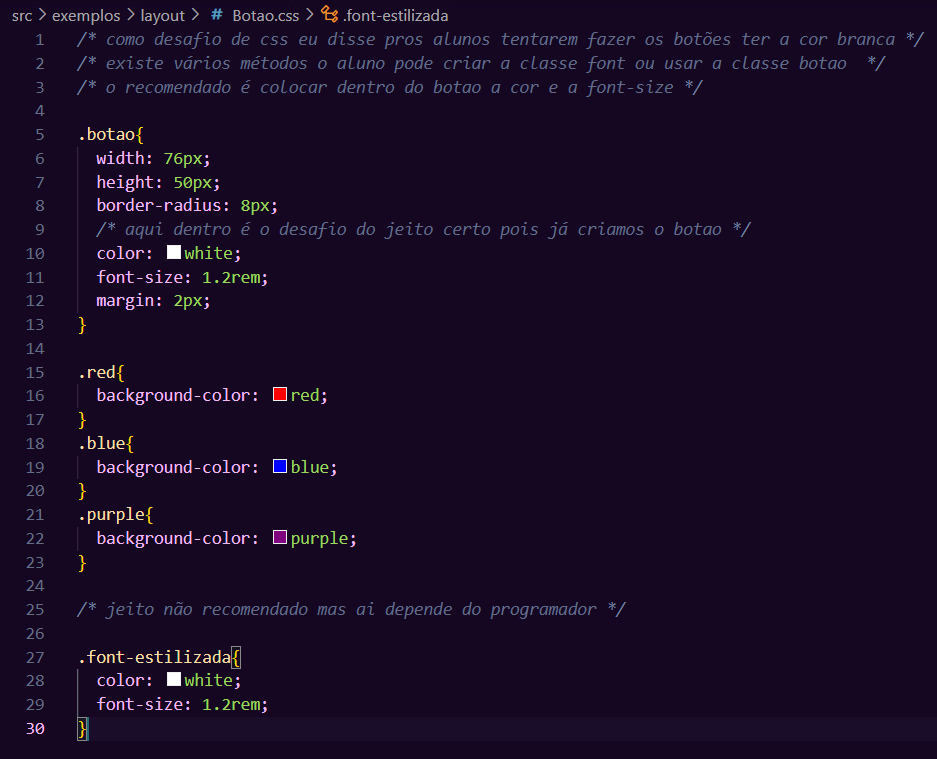 src > exemplos > layout > # Botao.css > .font-estilizada
1 /* como desafio de css eu disse pros alunos tentarem fazer os botões ter a cor branca */
2 /* existe vários métodos o aluno pode criar a classe font ou usar a classe botao  */
3 /* o recomendado é colocar dentro do botao a cor e a font-size */
4
5 .botao{
6   width: 76px;
7   height: 50px;
8   border-radius: 8px;
9   /* aqui dentro é o desafio do jeito certo pois já criamos o botao */
10   color: white;
11   font-size: 1.2rem;
12   margin: 2px;
13 }
14
15 .red{
16   background-color: red;
17 }
18 .blue{
19   background-color: blue;
20 }
21 .purple{
22   background-color: purple;
23 }
24
25 /* jeito não recomendado mas ai depende do programador */
26
27 .font-estilizada{
28   color: white;
29   font-size: 1.2rem;
30 }